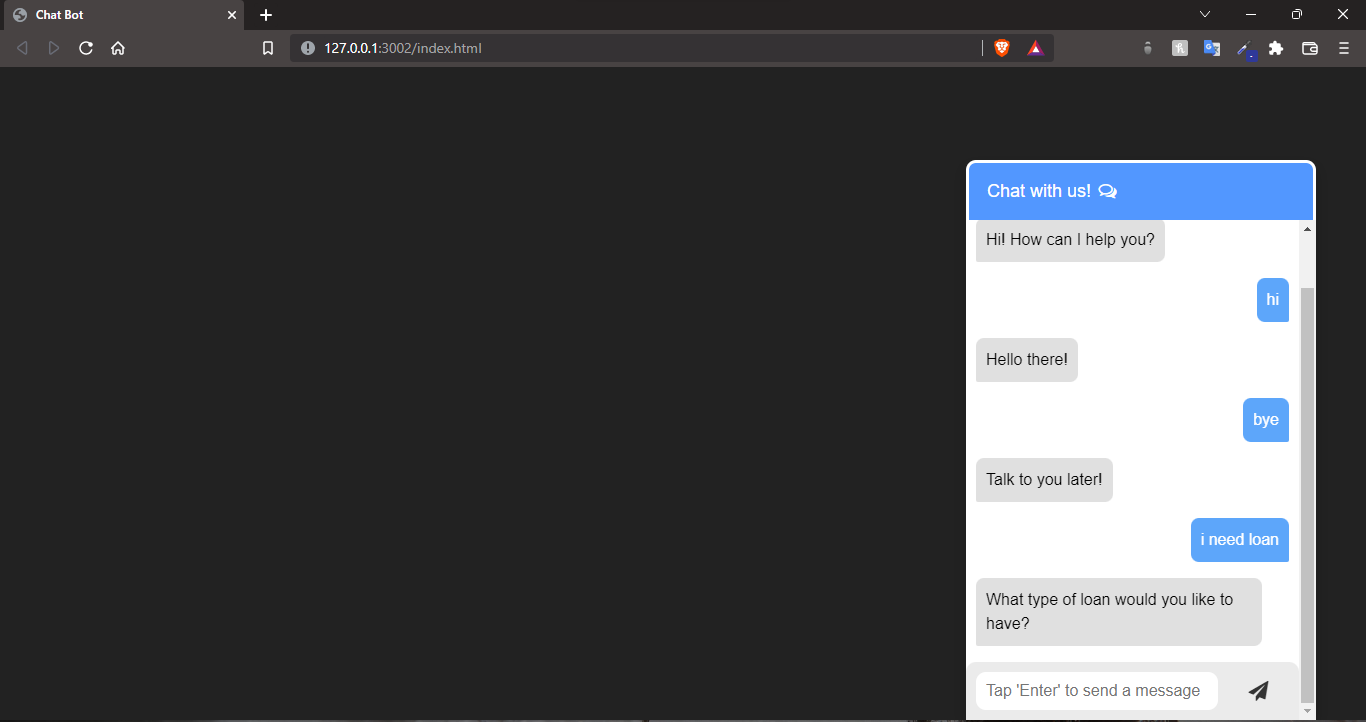 Chat Bot
127.0.0.1:3002/index.html
Chat with us!
Hi! How can I help you?
hi
Hello there!
bye
Talk to you later!
i need loan
What type of loan would you like to
have?
Tap 'Enter' to send a message